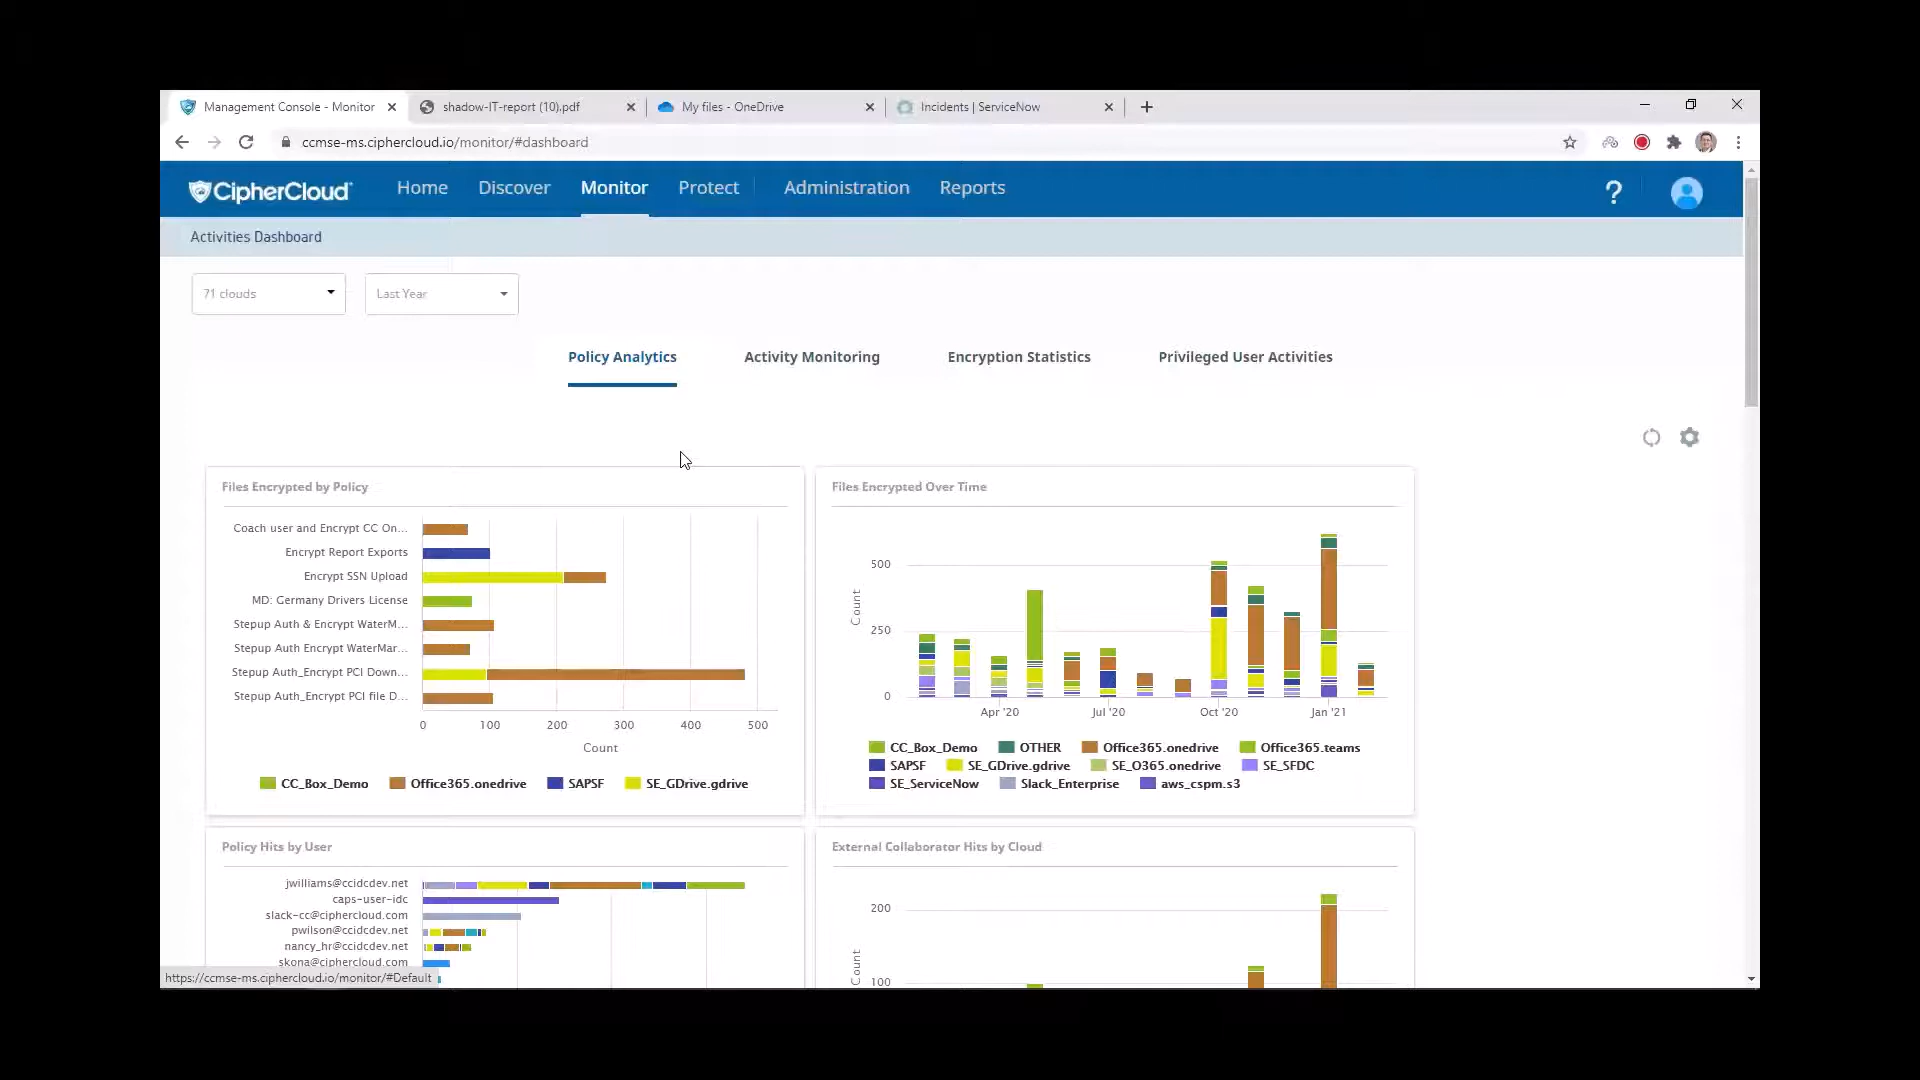 Management Console - Monitor
shadow-IT-report (10).pdf
My files - OneDrive
Incidents | ServiceNow
ccmse-ms.ciphercloud.io/monitor/#dashboard
CipherCloud
Home
Discover
Monitor
Protect
Administration
Reports
?
Activities Dashboard
71 clouds
Last Year
Policy Analytics
Activity Monitoring
Encryption Statistics
Privileged User Activities
Files Encrypted by Policy
Coach user and Encrypt CC On...
Encrypt Report Exports
Encrypt SSN Upload
MD: Germany Drivers License
Stepup Auth & Encrypt WaterM...
Stepup Auth Encrypt WaterMar...
Stepup Auth_Encrypt PCI Down...
Stepup Auth_Encrypt PCI file D...
0 100 200 300 400 500
Count
CC_Box_Demo Office365.onedrive SAPSF SE_GDrive.gdrive
Files Encrypted Over Time
Count
500
250
0
Apr '20 Jul '20 Oct '20 Jan '21
CC_Box_Demo OTHER Office365.onedrive Office365.teams
SAPSF SE_GDrive.gdrive SE_O365.onedrive SE_SFDC
SE_ServiceNow Slack_Enterprise aws_cspm.s3
Policy Hits by User
jwilliams@ccidcdev.net
caps-user-idc
slack-cc@ciphercloud.com
pwilson@ccidcdev.net
nancy_hr@ccidcdev.net
skona@ciphercloud.com
External Collaborator Hits by Cloud
Count
200
100
https://ccmse-ms.ciphercloud.io/monitor/#Default